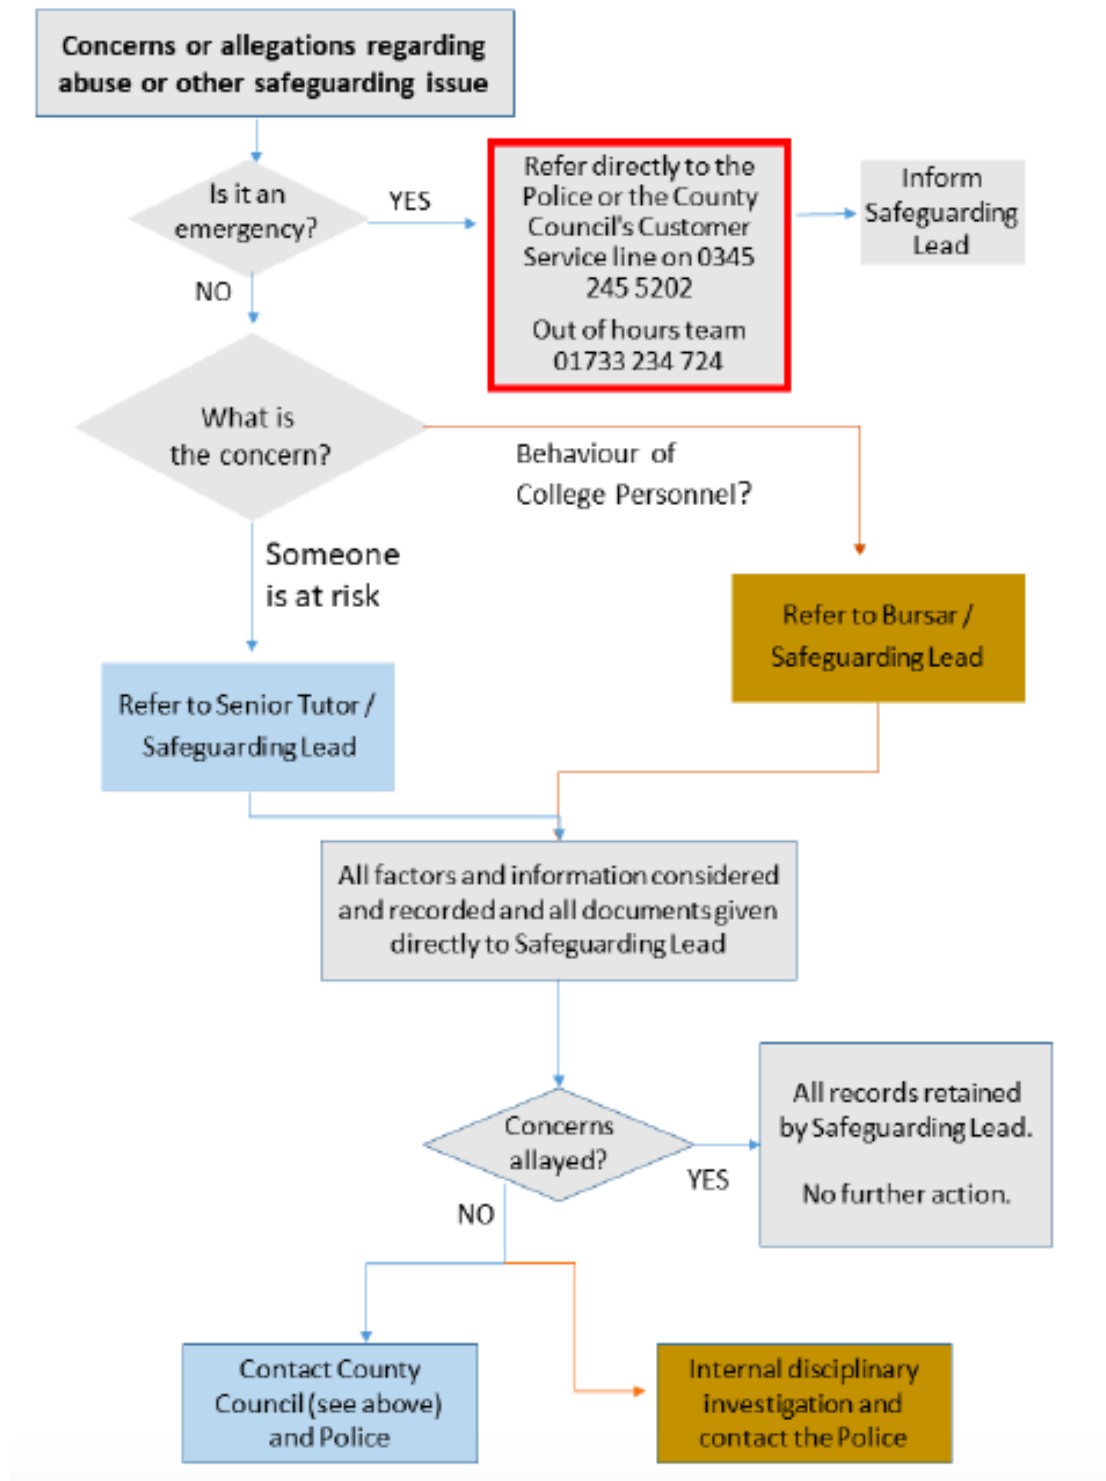 Concerns or allegations regarding
abuse or other safeguarding issue
Is it an
emergency?
YES
Refer directly to the
Police or the County
Council's Customer
Service line on 0345
245 5202
Out of hours team
01733 234 724
Inform
Safeguarding
Lead
NO
What is
the concern?
Behaviour of
College Personnel?
Someone
is at risk
Refer to Bursar /
Safeguarding Lead
Refer to Senior Tutor /
Safeguarding Lead
All factors and information considered
and recorded and all documents given
directly to Safeguarding Lead
Concerns
allayed?
YES
All records retained
by Safeguarding Lead.
No further action.
NO
Contact County
Council (see above)
and Police
Internal disciplinary
investigation and
contact the Police